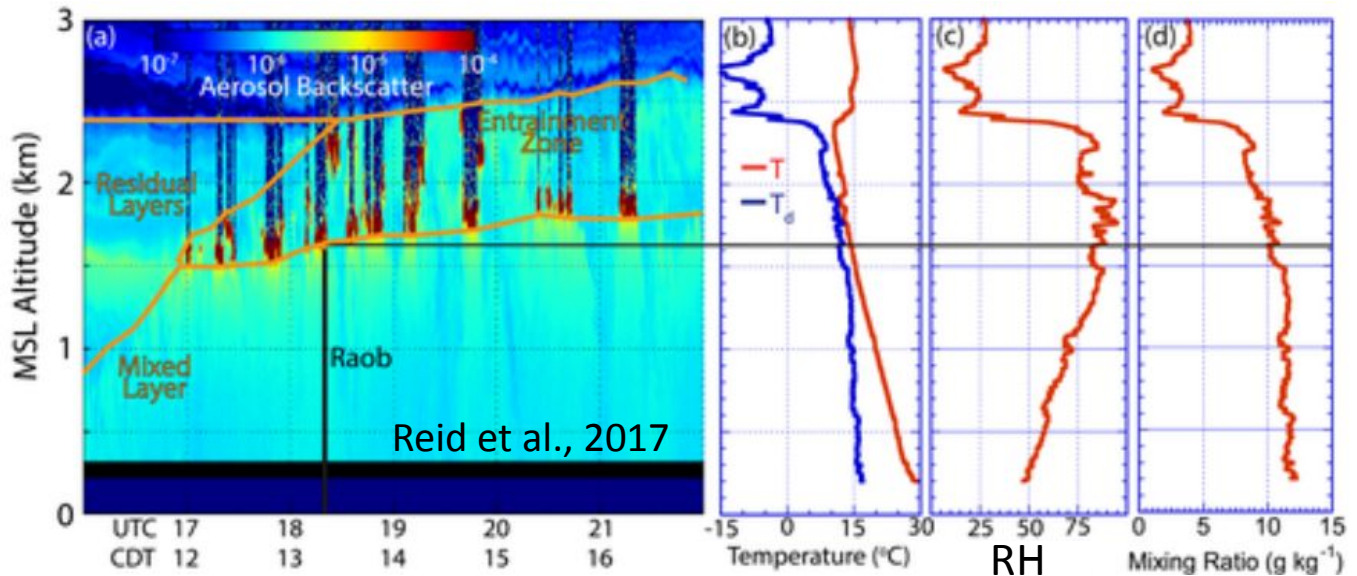 3
(a)
10-7 10-6 10-5 10-4
Aerosol Backscatter
Entrainment
Zone
Residual
Layers
2
MSL Altitude (km)
1
Mixed
Layer
Raob
Reid et al., 2017
0
UTC 17 18 19 20 21
CDT 12 13 14 15 16
(b)
T
Td
-15 0 15 30
Temperature (°C)
(c)
25 50 75
RH
(d)
0 5 10 15
Mixing Ratio (g kg-1)